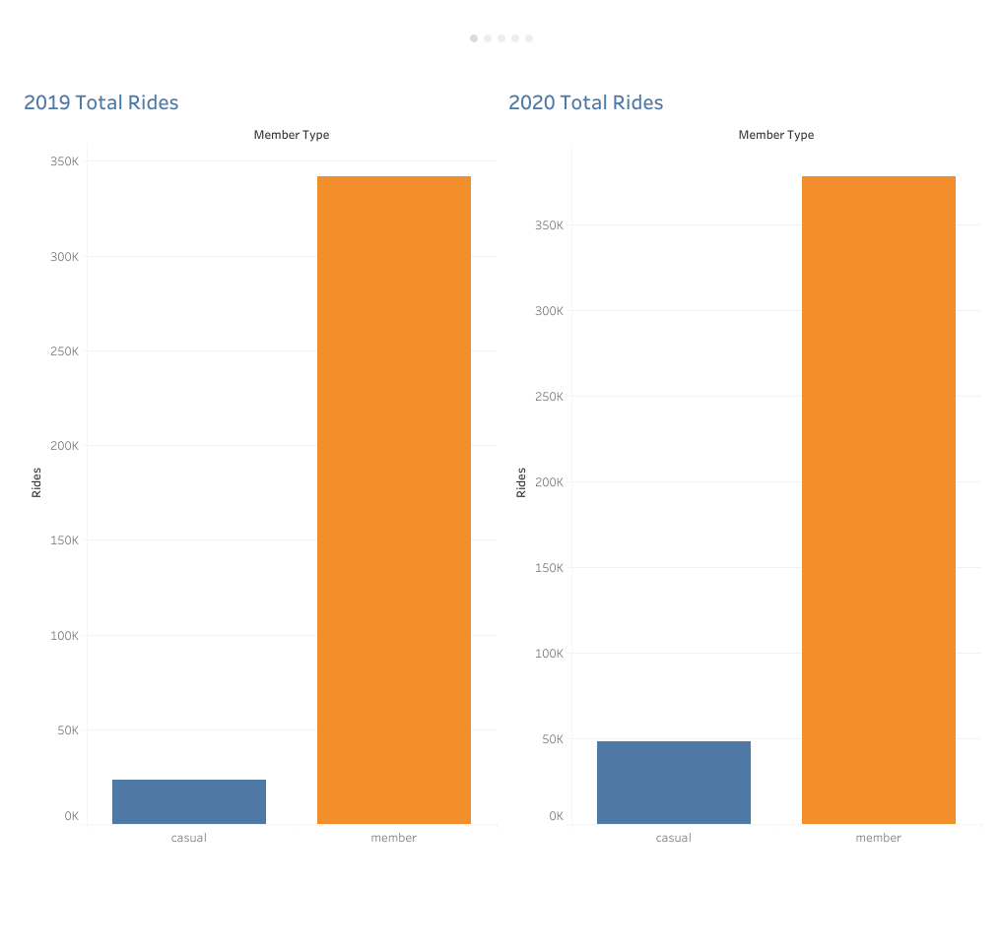 2019 Total Rides
Member Type
350K
300K
250K
200K
150K
100K
50K
0K
Rides
casual member
2020 Total Rides
Member Type
350K
300K
250K
200K
150K
100K
50K
0K
Rides
casual member